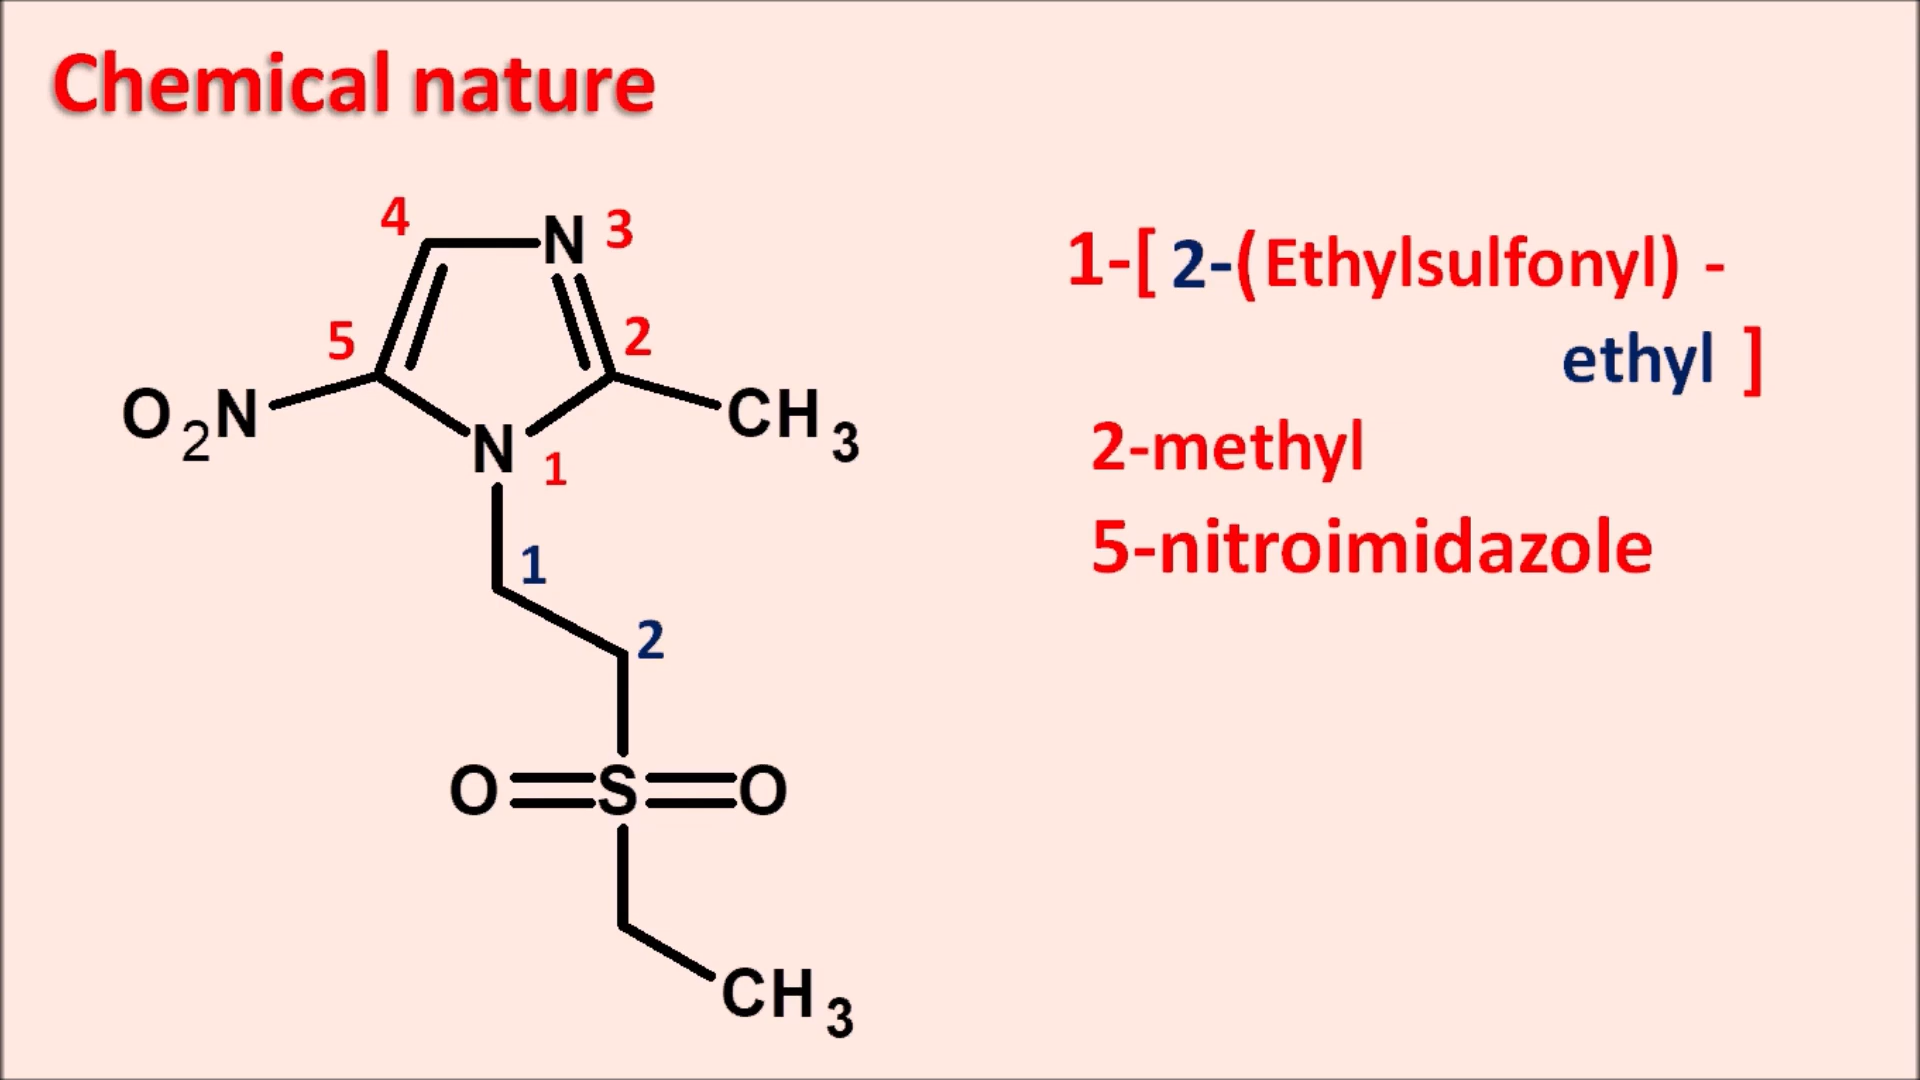 Chemical nature
4
N 3
5
2
O2N
CH3
N 1
1
2
O S O
CH3
1-[ 2-(Ethylsulfonyl) -
ethyl ]
2-methyl
5-nitroimidazole